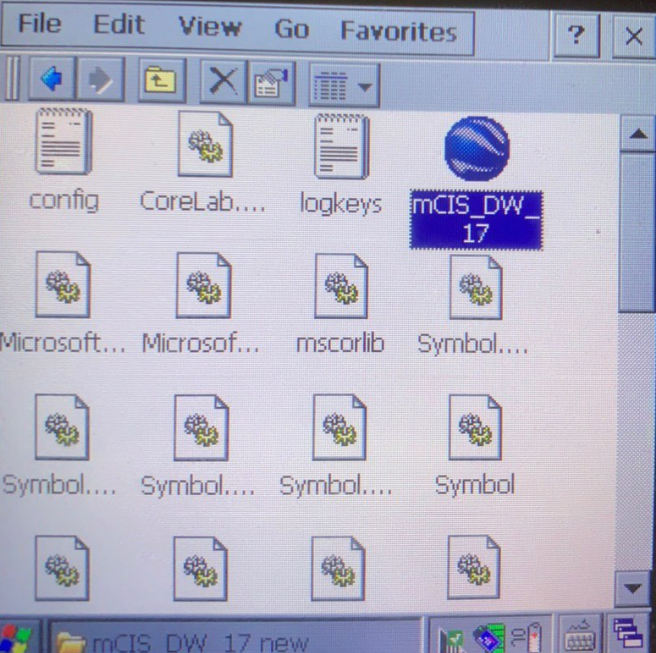 File Edit View Go Favorites
?
config CoreLab.... logkeys mCIS_DW_
17
Microsoft... Microsof... mscorlib Symbol....
Symbol.... Symbol.... Symbol.... Symbol
mCIS_DW_17 new